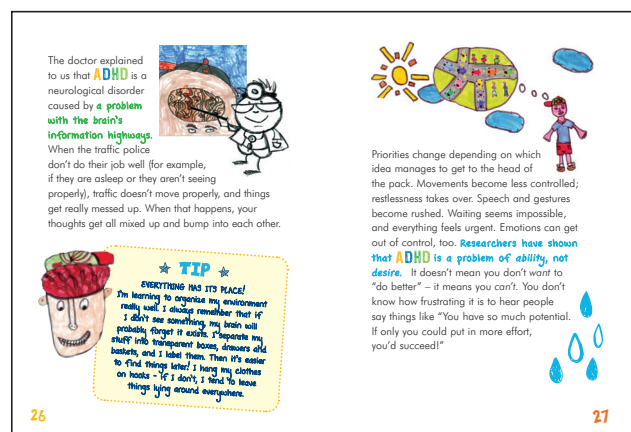 The doctor explained
to us that ADHD is a
neurological disorder
caused by a problem
with the brain's
information highways.
When the traffic police
don't do their job well (for example,
if they are asleep or they aren't seeing
properly), traffic doesn't move properly, and things
get really messed up. When that happens, your
thoughts get all mixed up and bump into each other.
TIP
EVERYTHING HAS ITS PLACE!
I'm learning to organize my environment
really well. I always remember that if
I don't see something, my brain will
probably forget it exists. I separate my
stuff into transparent boxes, drawers and
baskets, and I label them. Then it's easier
to find things later! I hang my clothes
on hooks – if I don't, I tend to leave
things lying around everywhere.
26
Priorities change depending on which
idea manages to get to the head of
the pack. Movements become less controlled;
restlessness takes over. Speech and gestures
become rushed. Waiting seems impossible,
and everything feels urgent. Emotions can get
out of control, too. Researchers have shown
that ADHD is a problem of ability, not
desire. It doesn't mean you don't want to
"do better" – it means you can't. You don't
know how frustrating it is to hear people
say things like "You have so much potential.
If only you could put in more effort,
you'd succeed!"
27